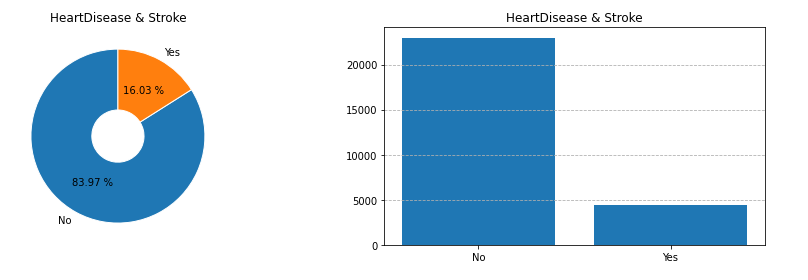 HeartDisease & Stroke
Yes
16.03 %
83.97 %
No
HeartDisease & Stroke
20000
15000
10000
5000
0
No
Yes